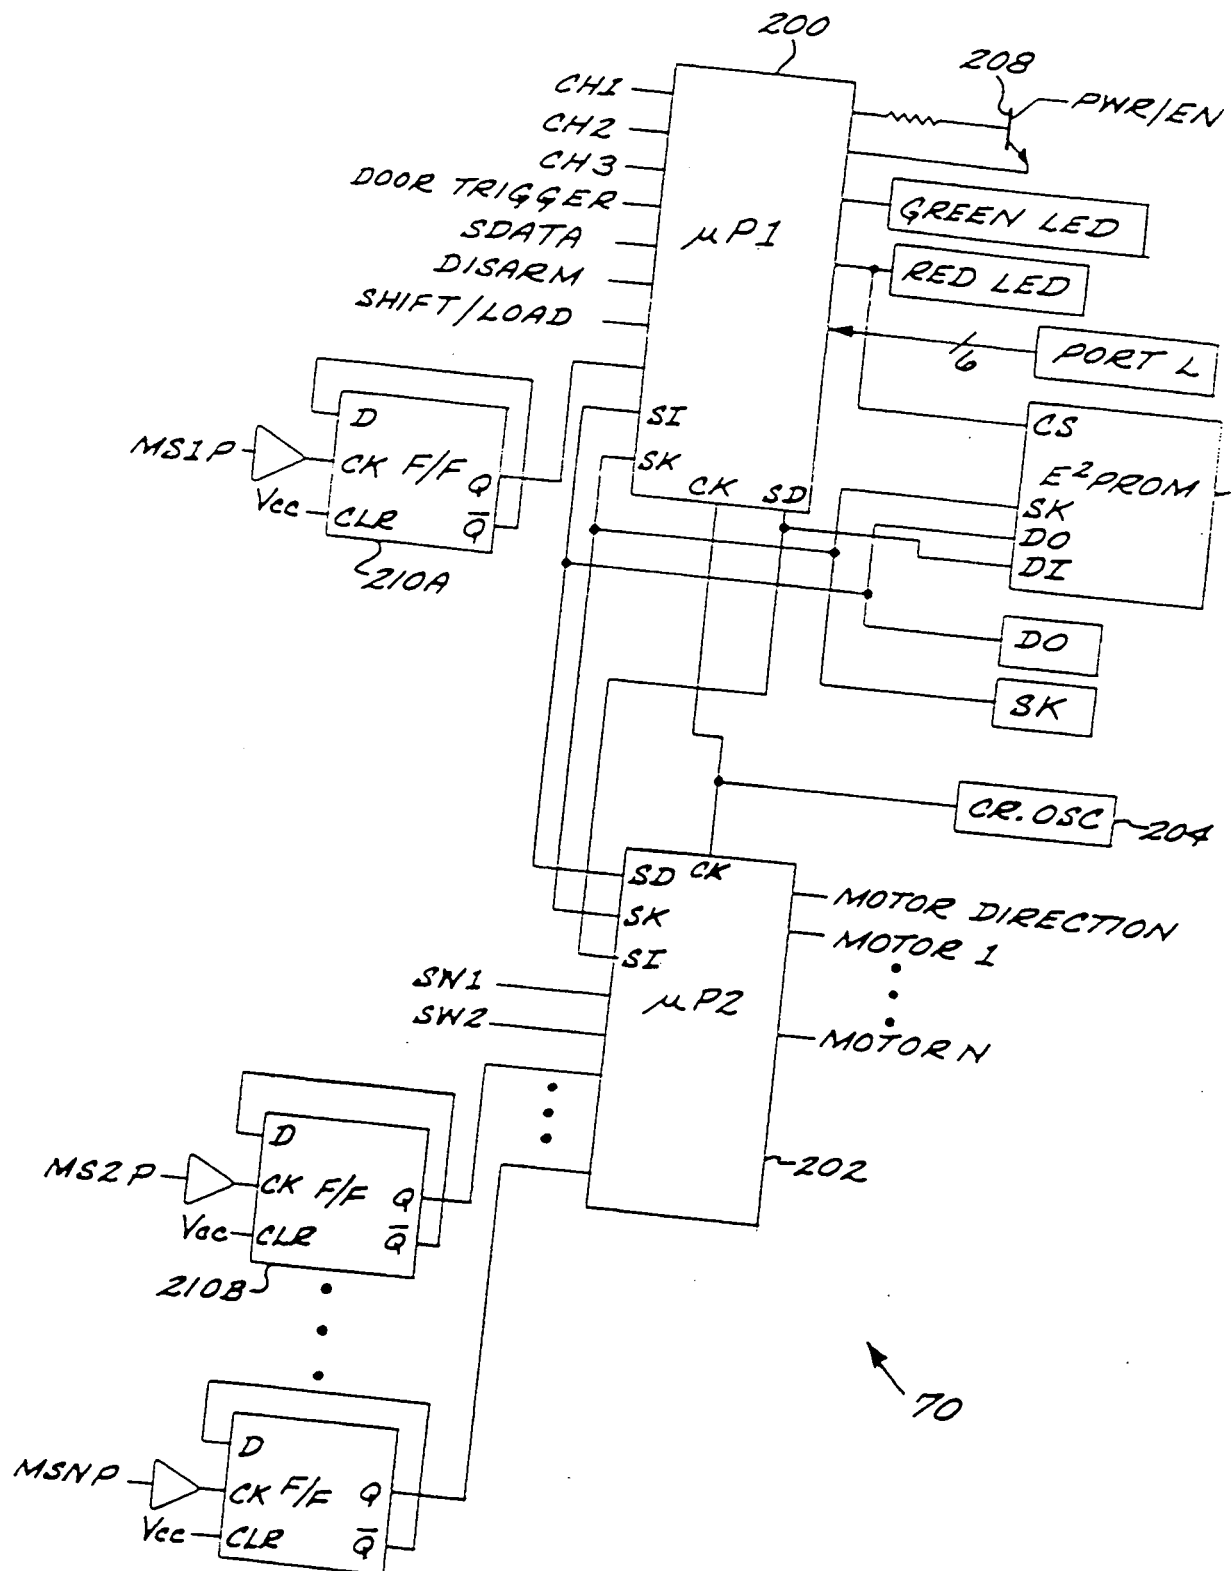 200
208
PWR/EN
CH1
CH2
CH3
DOOR TRIGGER
SDATA
DISARM
SHIFT/LOAD
μP1
GREEN LED
RED LED
6
PORT L
SI
SK
CK
SD
D
CK F/F Q
CLR Q̅
MS1P
Vcc
210A
CS
E²PROM
SK
DO
DI
DO
SK
CR. OSC
204
SD
CK
SK
SI
μP2
MOTOR DIRECTION
MOTOR 1
MOTOR N
SW1
SW2
202
D
MS2P
CK F/F Q
Vcc
CLR Q̅
210B
70
D
MSNP
CK F/F Q
Vcc
CLR Q̅